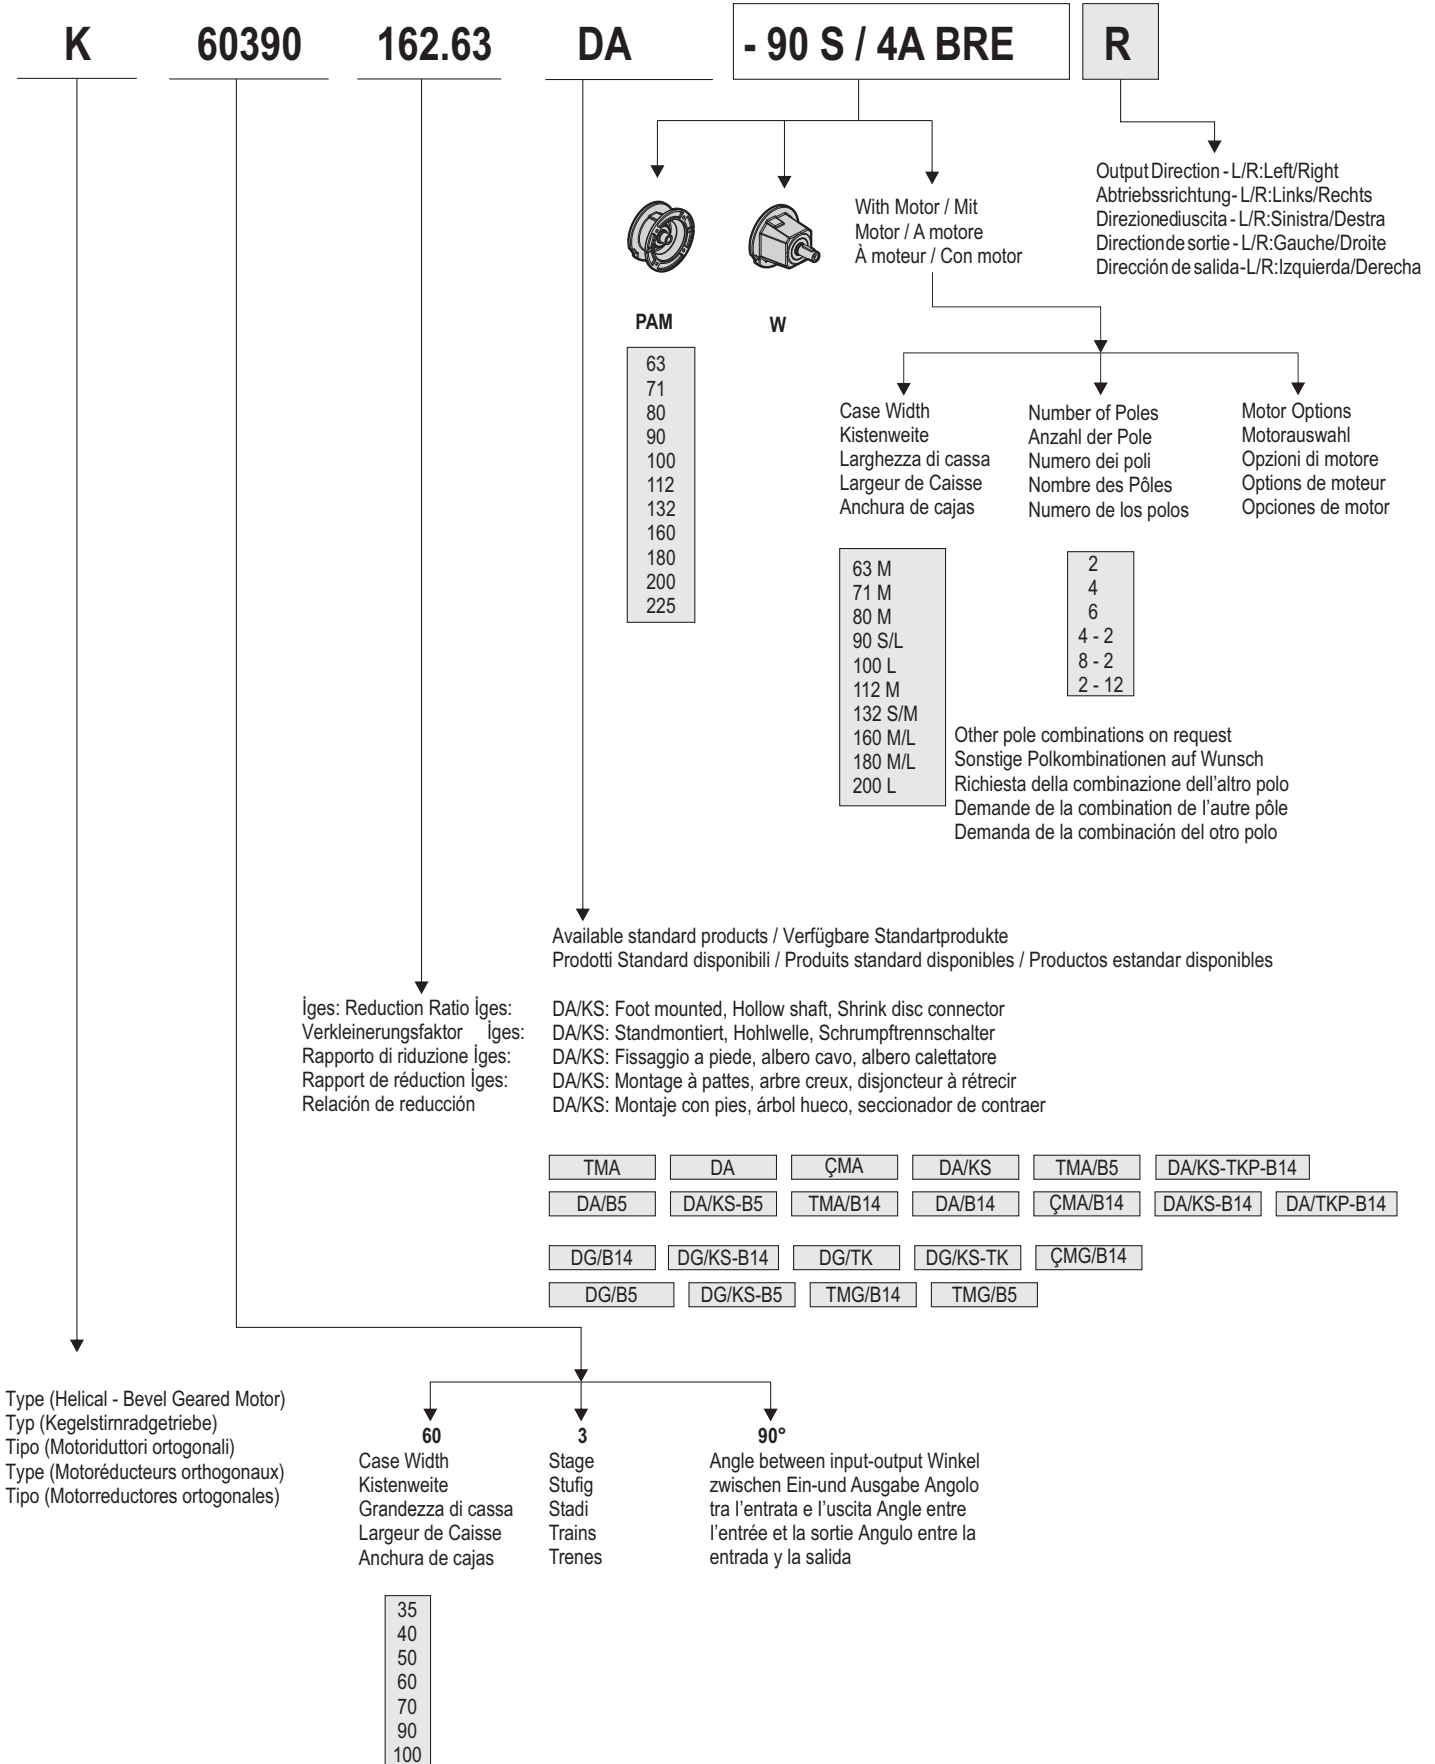 K 60390 162.63 DA - 90 S / 4A BRE R
Output Direction - L/R:Left/Right
Abtriebssrichtung- L/R:Links/Rechts
Direzionediuscita - L/R:Sinistra/Destra
Direction de sortie - L/R:Gauche/Droite
Dirección de salida-L/R:Izquierda/Derecha
With Motor / Mit
Motor / A motore
À moteur / Con motor
PAM
W
63
71
80
90
100
112
132
160
180
200
225
Case Width
Kistenweite
Larghezza di cassa
Largeur de Caisse
Anchura de cajas
Number of Poles
Anzahl der Pole
Numero dei poli
Nombre des Pôles
Numero de los polos
Motor Options
Motorauswahl
Opzioni di motore
Options de moteur
Opciones de motor
63 M
71 M
80 M
90 S/L
100 L
112 M
132 S/M
160 M/L
180 M/L
200 L
2
4
6
4 - 2
8 - 2
2 - 12
Other pole combinations on request
Sonstige Polkombinationen auf Wunsch
Richiesta della combinazione dell'altro polo
Demande de la combination de l'autre pôle
Demanda de la combinación del otro polo
Available standard products / Verfügbare Standartprodukte
Prodotti Standard disponibili / Produits standard disponibles / Productos estandar disponibles
İges: Reduction Ratio İges:
Verkleinerungsfaktor İges:
Rapporto di riduzione İges:
Rapport de réduction İges:
Relación de reducción
DA/KS: Foot mounted, Hollow shaft, Shrink disc connector
DA/KS: Standmontiert, Hohlwelle, Schrumpftrennschalter
DA/KS: Fissaggio a piede, albero cavo, albero calettatore
DA/KS: Montage à pattes, arbre creux, disjoncteur à rétrecir
DA/KS: Montaje con pies, árbol hueco, seccionador de contraer
TMA DA ÇMA DA/KS TMA/B5 DA/KS-TKP-B14
DA/B5 DA/KS-B5 TMA/B14 DA/B14 ÇMA/B14 DA/KS-B14 DA/TKP-B14
DG/B14 DG/KS-B14 DG/TK DG/KS-TK ÇMG/B14
DG/B5 DG/KS-B5 TMG/B14 TMG/B5
Type (Helical - Bevel Geared Motor)
Typ (Kegelstirnradgetriebe)
Tipo (Motoriduttori ortogonali)
Type (Motoréducteurs orthogonaux)
Tipo (Motorreductores ortogonales)
60
Case Width
Kistenweite
Grandezza di cassa
Largeur de Caisse
Anchura de cajas
3
Stage
Stufig
Stadi
Trains
Trenes
90°
Angle between input-output Winkel
zwischen Ein-und Ausgabe Angolo
tra l'entrata e l'uscita Angle entre
l'entrée et la sortie Angulo entre la
entrada y la salida
35
40
50
60
70
90
100